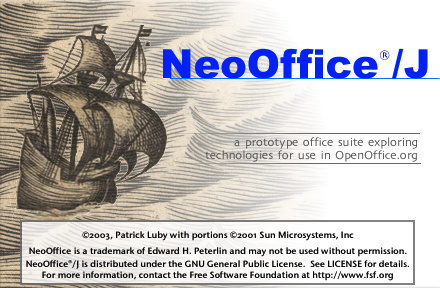 NeoOffice®/J
a prototype office suite exploring
technologies for use in OpenOffice.org
©2003, Patrick Luby with portions ©2001 Sun Microsystems, Inc
NeoOffice is a trademark of Edward H. Peterlin and may not be used without permission.
NeoOffice®/J is distributed under the GNU General Public License. See LICENSE for details.
For more information, contact the Free Software Foundation at http://www.fsf.org